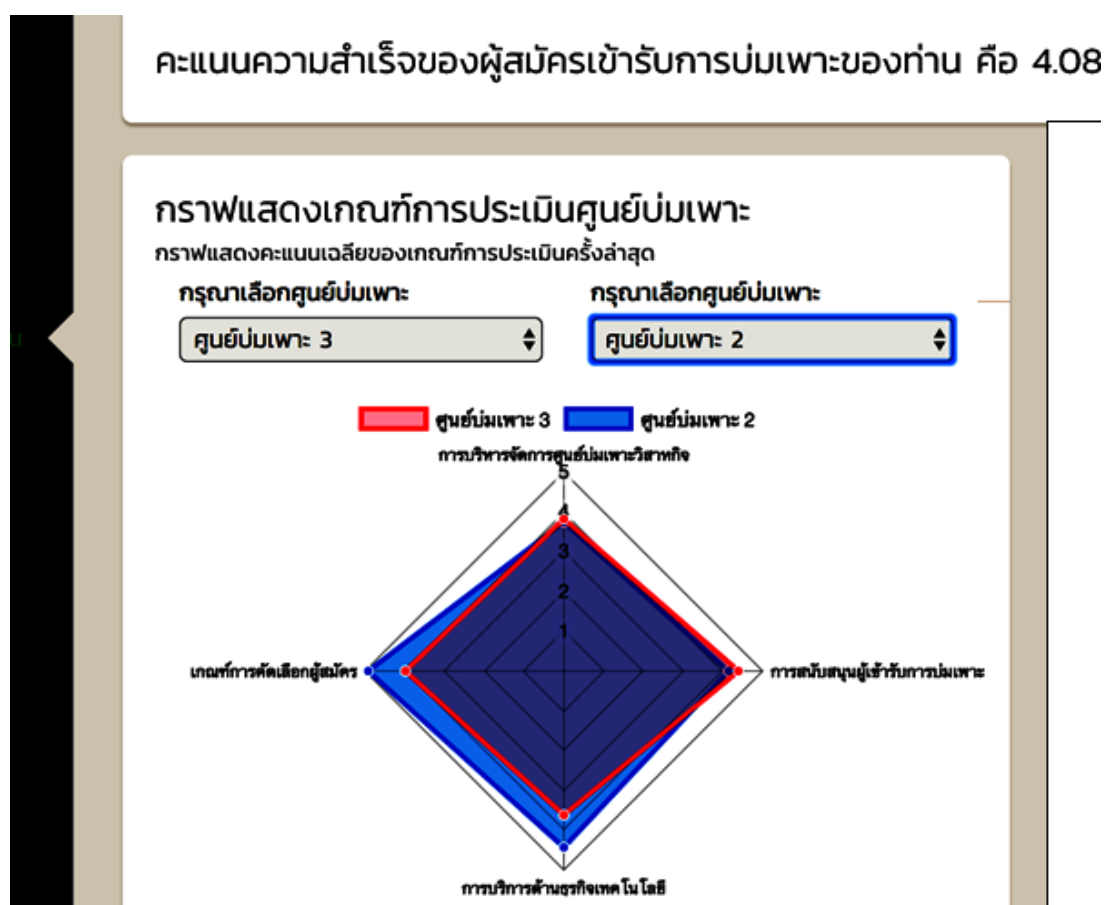 คะแนนความสำเร็จของผู้สมัครเข้ารับการบ่มเพาะของท่าน คือ 4.08
กราฟแสดงเกณฑ์การประเมินศูนย์บ่มเพาะ
กราฟแสดงคะแนนเฉลี่ยของเกณฑ์การประเมินครั้งล่าสุด
กรุณาเลือกศูนย์บ่มเพาะ กรุณาเลือกศูนย์บ่มเพาะ
ศูนย์บ่มเพาะ 3 ศูนย์บ่มเพาะ 2
ศูนย์บ่มเพาะ 3 ศูนย์บ่มเพาะ 2
การบริหารจัดการศูนย์บ่มเพาะวิสาหกิจ
5
4
3
2
1
เกณฑ์การคัดเลือกผู้สมัคร การสนับสนุนผู้เข้ารับการบ่มเพาะ
การบริการด้านธุรกิจเทคโนโลยี